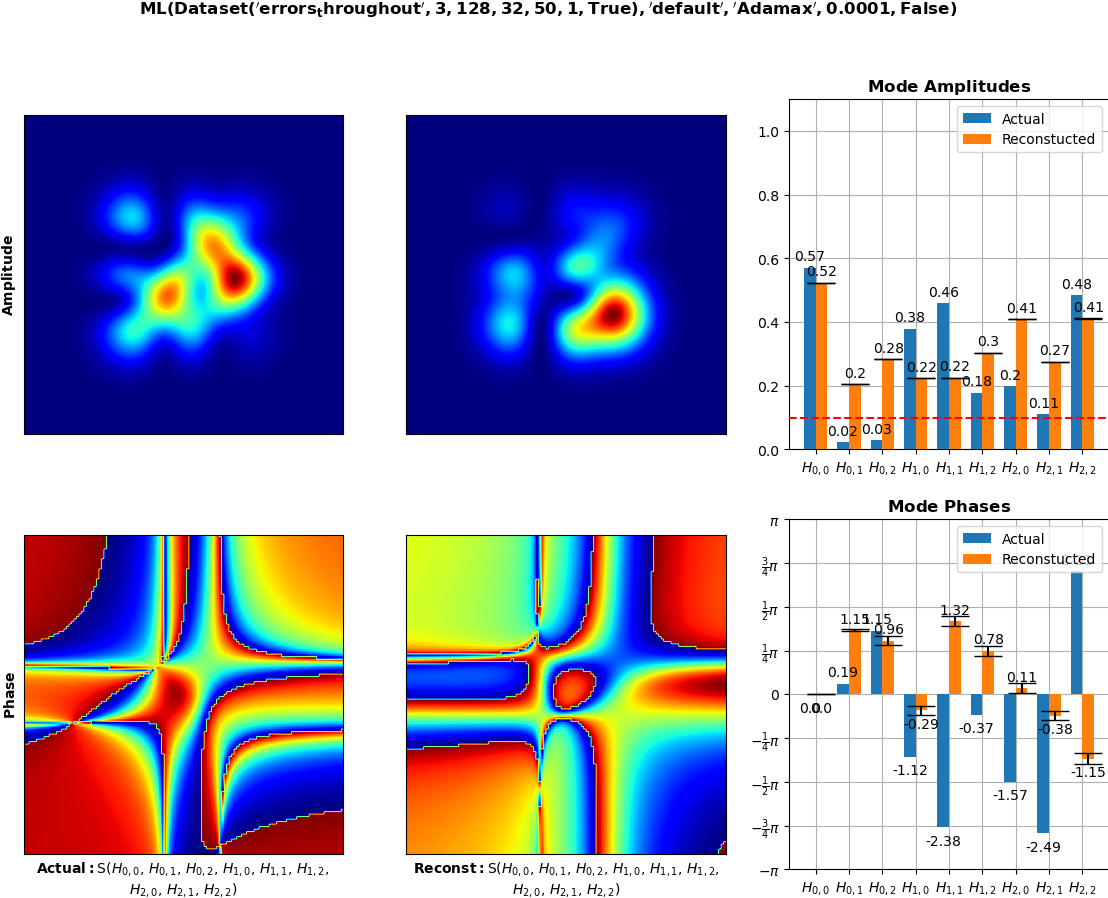 ML(Dataset('errors_throughout', 3, 128, 32, 50, 1, True), 'default', 'Adamax', 0.0001, False)
Amplitude
Mode Amplitudes
Actual
Reconstucted
1.0
0.8
0.6
0.4
0.2
0.0
0.57
0.52
0.02
0.2
0.03
0.28
0.38
0.22
0.46
0.22
0.18
0.3
0.2
0.41
0.11
0.27
0.48
0.41
H0,0 H0,1 H0,2 H1,0 H1,1 H1,2 H2,0 H2,1 H2,2
Phase
Actual: S(H0,0, H0,1, H0,2, H1,0, H1,1, H1,2,
H2,0, H2,1, H2,2)
Reconst: S(H0,0, H0,1, H0,2, H1,0, H1,1, H1,2,
H2,0, H2,1, H2,2)
Mode Phases
Actual
Reconstucted
π
3/4π
1/2π
1/4π
0
−1/4π
−1/2π
−3/4π
−π
0.0
0.0
0.19
1.15
1.15
0.96
-1.12
-0.29
-2.38
1.32
-0.37
0.78
-1.57
0.11
-2.49
-0.38
-1.15
H0,0 H0,1 H0,2 H1,0 H1,1 H1,2 H2,0 H2,1 H2,2